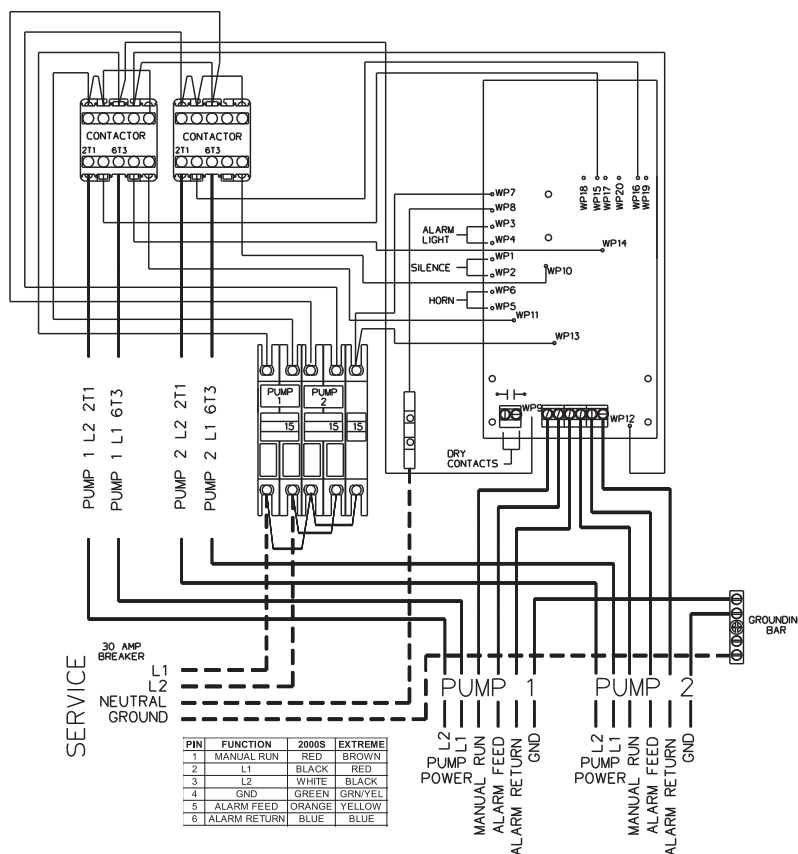 CONTACTOR
2T1 6T3
CONTACTOR
2T1 6T3
WP18
WP15
WP17
WP20
WP16
WP19
WP7
WP8
WP3
ALARM LIGHT
WP4
WP14
WP1
SILENCE
WP2
WP10
WP6
HORN
WP5
WP11
WP13
PUMP 1 L2 2T1
PUMP 1 L1 6T3
PUMP 2 L2 2T1
PUMP 2 L1 6T3
PUMP 1
PUMP 2
15
15
15
WP9
WP12
DRY CONTACTS
GROUNDIN
BAR
SERVICE
30 AMP
BREAKER
L1
L2
NEUTRAL
GROUND
PUMP 1
PUMP 2
L2
L1
PUMP POWER
MANUAL RUN
ALARM FEED
ALARM RETURN
GND
L2
L1
PUMP POWER
MANUAL RUN
ALARM FEED
ALARM RETURN
GND
PIN FUNCTION 2000S EXTREME
1 MANUAL RUN RED BROWN
2 L1 BLACK RED
3 L2 WHITE BLACK
4 GND GREEN GRN/YEL
5 ALARM FEED ORANGE YELLOW
6 ALARM RETURN BLUE BLUE